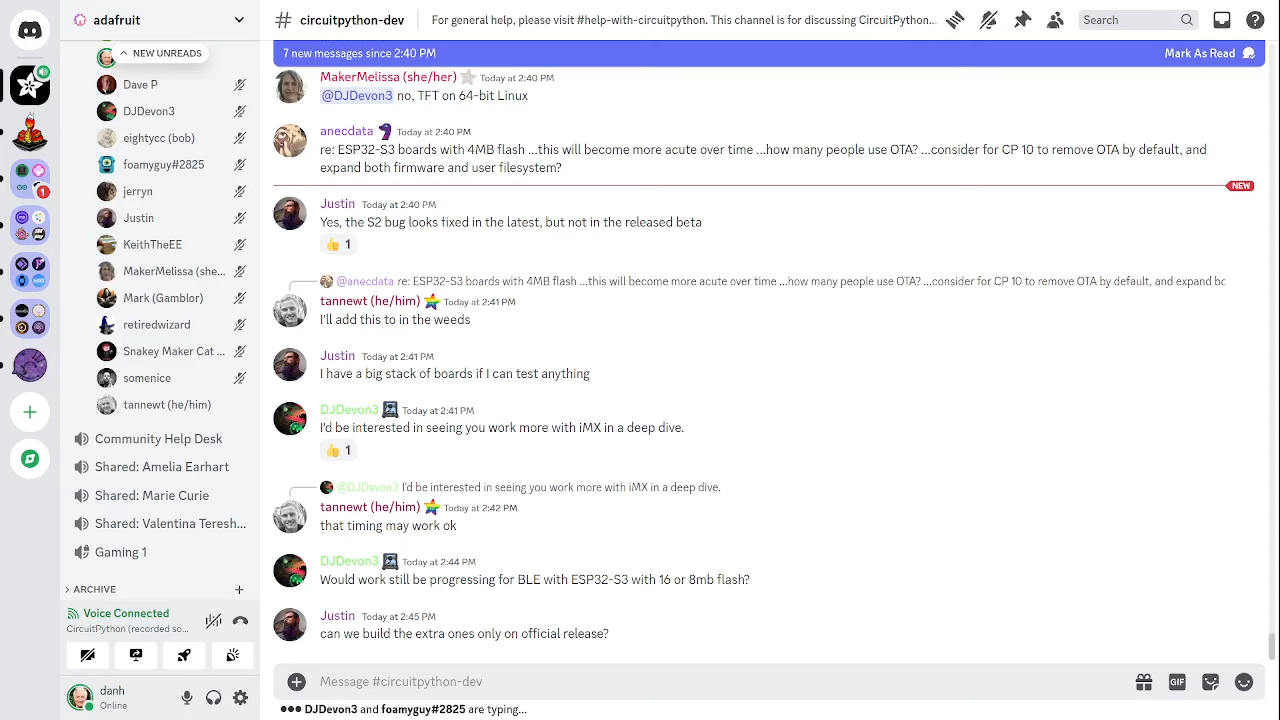 adafruit
NEW UNREADS
Dave P
DJDevon3
eightycc (bob)
foamyguy#2825
jerryn
Justin
KeithTheEE
MakerMelissa (she...
Mark (Gamblor)
retiredwizard
Snakey Maker Cat ...
somenice
tannewt (he/him)
Community Help Desk
Shared: Amelia Earhart
Shared: Marie Curie
Shared: Valentina Teresh...
Gaming 1
ARCHIVE
Voice Connected
CircuitPython (recorded so...
danh
Online
1
# circuitpython-dev
For general help, please visit #help-with-circuitpython. This channel is for discussing CircuitPython...
Search
7 new messages since 2:40 PM
Mark As Read
MakerMelissa (she/her) Today at 2:40 PM
@DJDevon3 no, TFT on 64-bit Linux
anecdata Today at 2:40 PM
re: ESP32-S3 boards with 4MB flash ...this will become more acute over time ...how many people use OTA? ...consider for CP 10 to remove OTA by default, and
expand both firmware and user filesystem?
NEW
Justin Today at 2:40 PM
Yes, the S2 bug looks fixed in the latest, but not in the released beta
👍 1
@anecdata re: ESP32-S3 boards with 4MB flash ...this will become more acute over time ...how many people use OTA? ...consider for CP 10 to remove OTA by default, and expand bc
tannewt (he/him) Today at 2:41 PM
I'll add this to in the weeds
Justin Today at 2:41 PM
I have a big stack of boards if I can test anything
DJDevon3 Today at 2:41 PM
I'd be interested in seeing you work more with iMX in a deep dive.
👍 1
@DJDevon3 I'd be interested in seeing you work more with iMX in a deep dive.
tannewt (he/him) Today at 2:42 PM
that timing may work ok
DJDevon3 Today at 2:44 PM
Would work still be progressing for BLE with ESP32-S3 with 16 or 8mb flash?
Justin Today at 2:45 PM
can we build the extra ones only on official release?
Message #circuitpython-dev
GIF
DJDevon3 and foamyguy#2825 are typing...